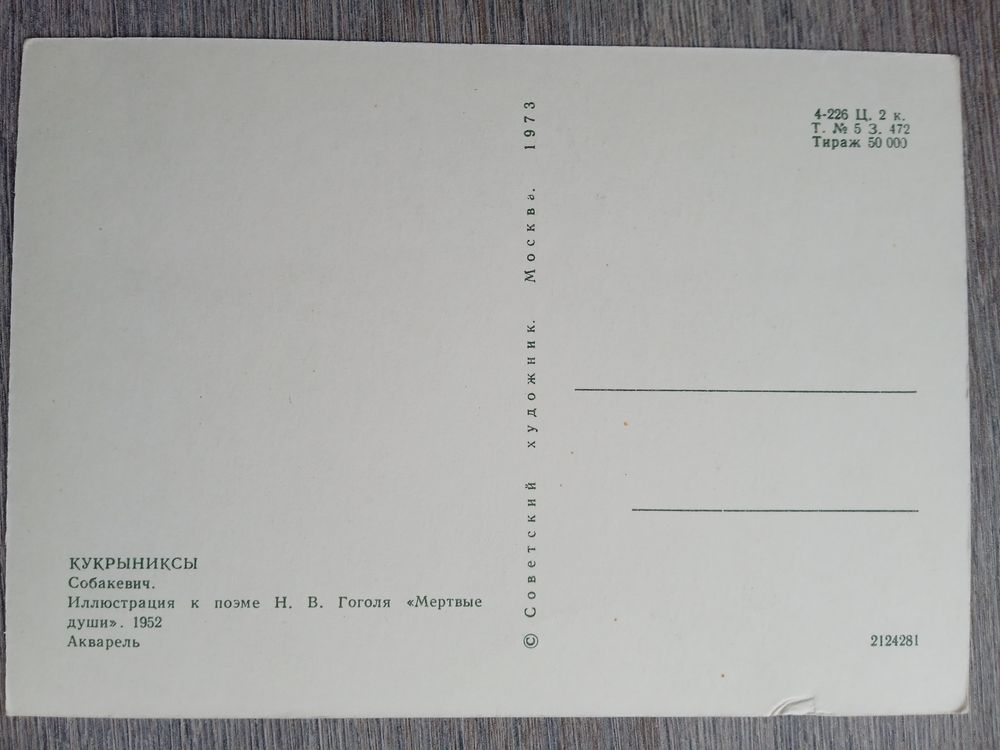 КУКРЫНИКСЫ
Собакевич.
Иллюстрация к поэме Н. В. Гоголя «Мертвые
души». 1952
Акварель
© Советский художник. Москва. 1973
4-226 Ц. 2 к.
Т. № 5 З. 472
Тираж 50 000
2124281